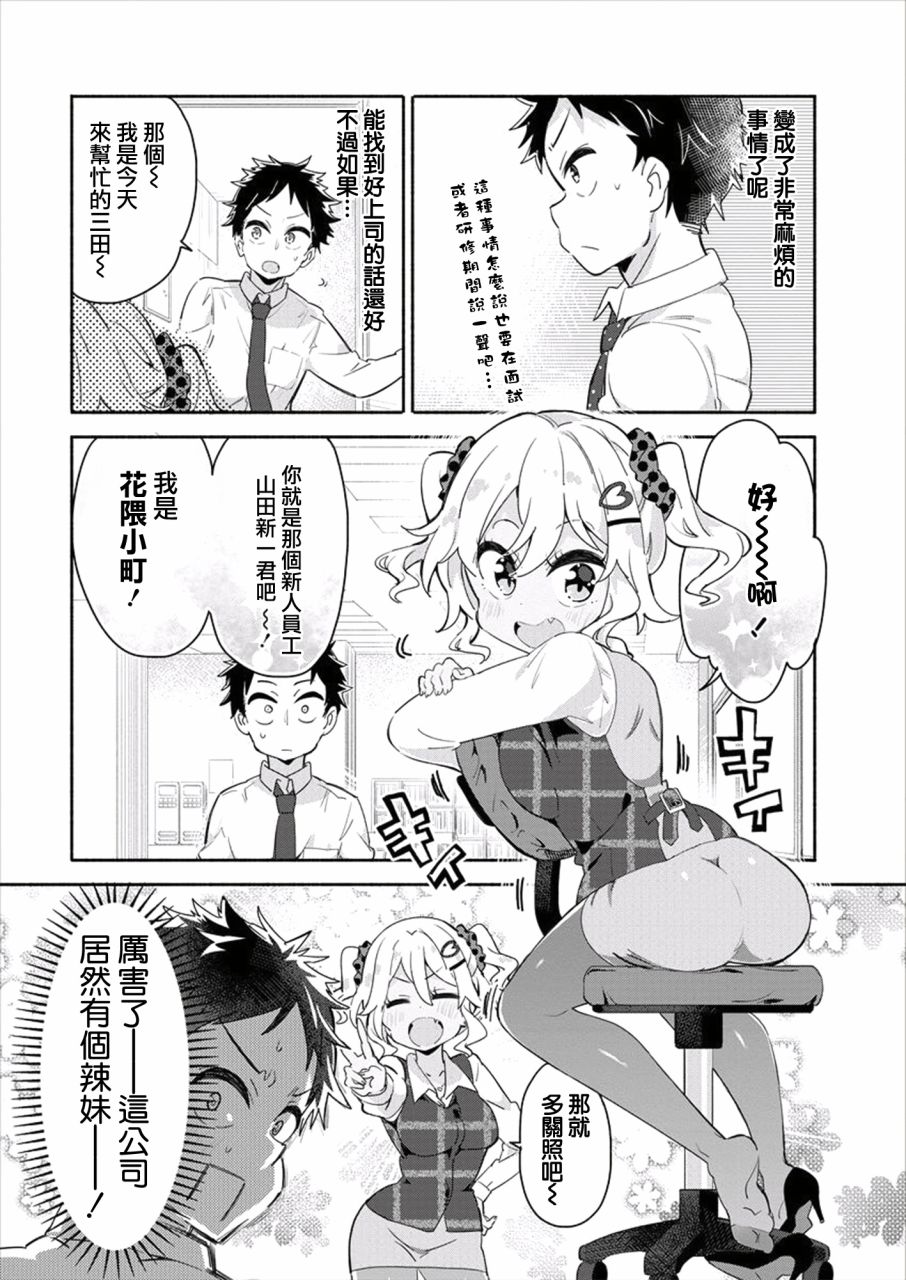 變成了非常麻煩的
事情了呢
這種事情怎麼說也要在面試
或者研修期間說一聲吧…
能找到好上司的話還好
不過如果…
那個~
我是今天
來幫忙的三田~
好~~~啊!
你就是那個新人員工
山田新一君吧~!
我是
花隈小町!
キィ
キィ
那就
多關照吧~
厲害了——這公司
居然有個辣妹——!